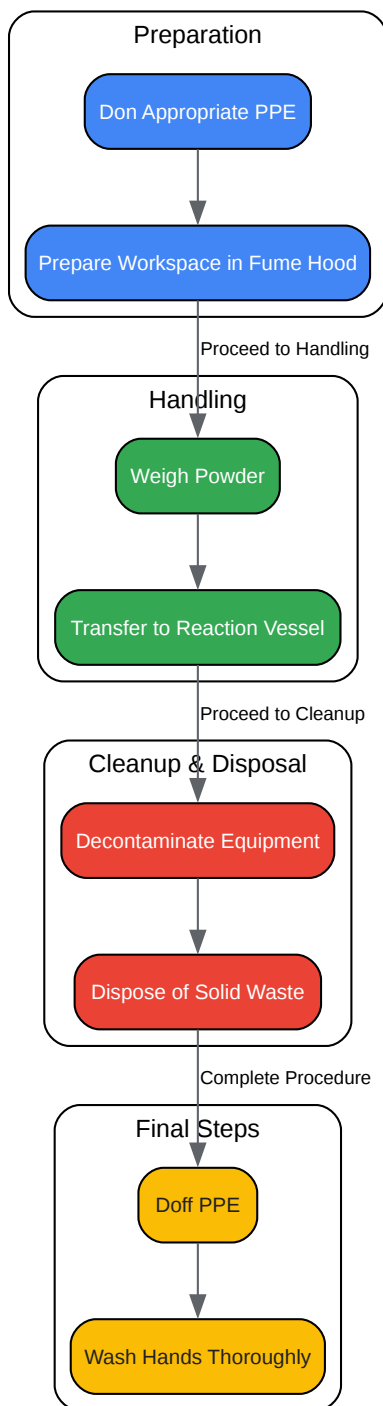 Preparation
Don Appropriate PPE
Prepare Workspace in Fume Hood
Proceed to Handling
Handling
Weigh Powder
Transfer to Reaction Vessel
Proceed to Cleanup
Cleanup & Disposal
Decontaminate Equipment
Dispose of Solid Waste
Complete Procedure
Final Steps
Doff PPE
Wash Hands Thoroughly